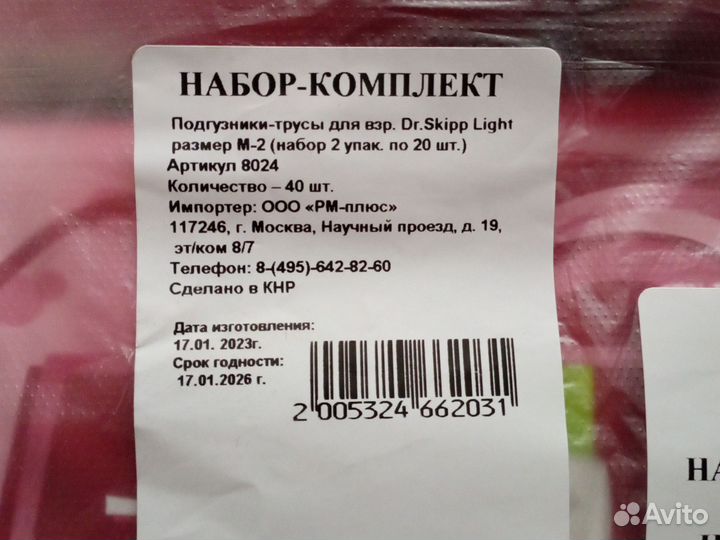 НАБОР-КОМПЛЕКТ
Подгузники-трусы для взр. Dr.Skipp Light
размер М-2 (набор 2 упак. по 20 шт.)
Артикул 8024
Количество – 40 шт.
Импортер: ООО «РМ-плюс»
117246, г. Москва, Научный проезд, д. 19,
эт/ком 8/7
Телефон: 8-(495)-642-82-60
Сделано в КНР
Дата изготовления:
17.01. 2023г.
Срок годности:
17.01.2026 г.
2 005324 662031
НА
Avito